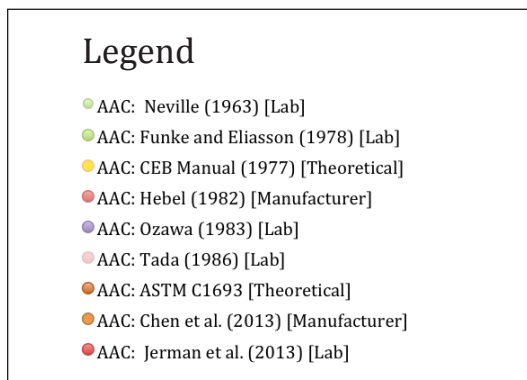 Legend
AAC: Neville (1963) [Lab]
AAC: Funke and Eliasson (1978) [Lab]
AAC: CEB Manual (1977) [Theoretical]
AAC: Hebel (1982) [Manufacturer]
AAC: Ozawa (1983) [Lab]
AAC: Tada (1986) [Lab]
AAC: ASTM C1693 [Theoretical]
AAC: Chen et al. (2013) [Manufacturer]
AAC: Jerman et al. (2013) [Lab]